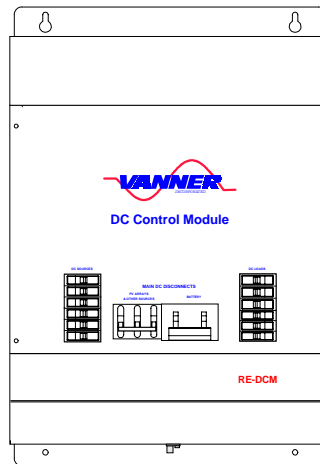 VANNER
INCORPORATED
DC Control Module
DC SOURCES
DC LOADS
MAIN DC DISCONNECTS
PV ARRAYS
& OTHER SOURCES
BATTERY
RE-DCM